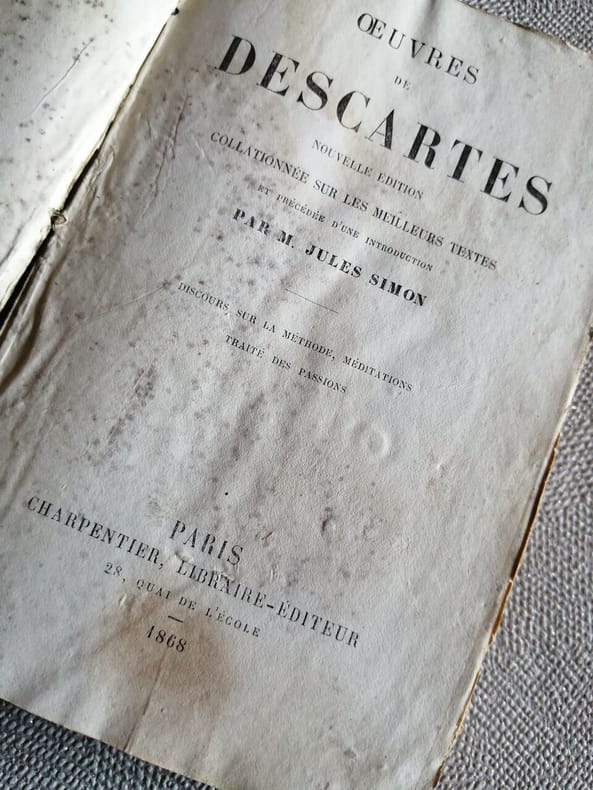 ŒUVRES
DE
DESCARTES
NOUVELLE EDITION
COLLATIONNÉE SUR LES MEILLEURS TEXTES
ET PRÉCÉDÉE D'UNE INTRODUCTION
PAR M. JULES SIMON
DISCOURS SUR LA MÉTHODE, MÉDITATIONS
TRAITÉ DES PASSIONS
PARIS
CHARPENTIER, LIBRAIRE-ÉDITEUR
28, QUAI DE L'ÉCOLE
1868